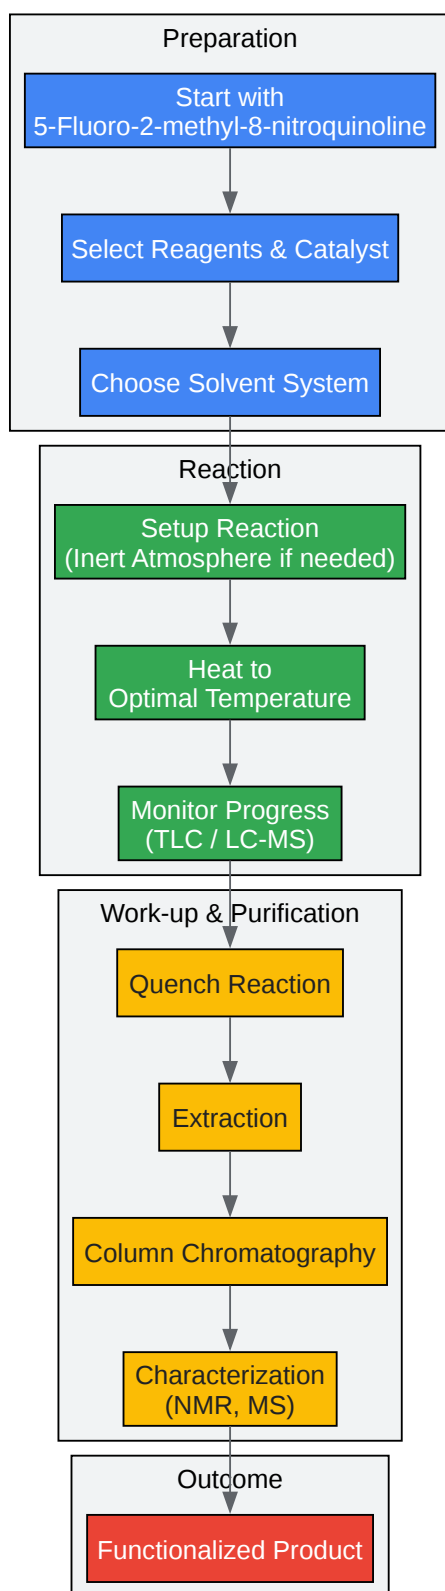 Preparation
Start with
5-Fluoro-2-methyl-8-nitroquinoline
Select Reagents & Catalyst
Choose Solvent System
Reaction
Setup Reaction
(Inert Atmosphere if needed)
Heat to
Optimal Temperature
Monitor Progress
(TLC / LC-MS)
Work-up & Purification
Quench Reaction
Extraction
Column Chromatography
Characterization
(NMR, MS)
Outcome
Functionalized Product